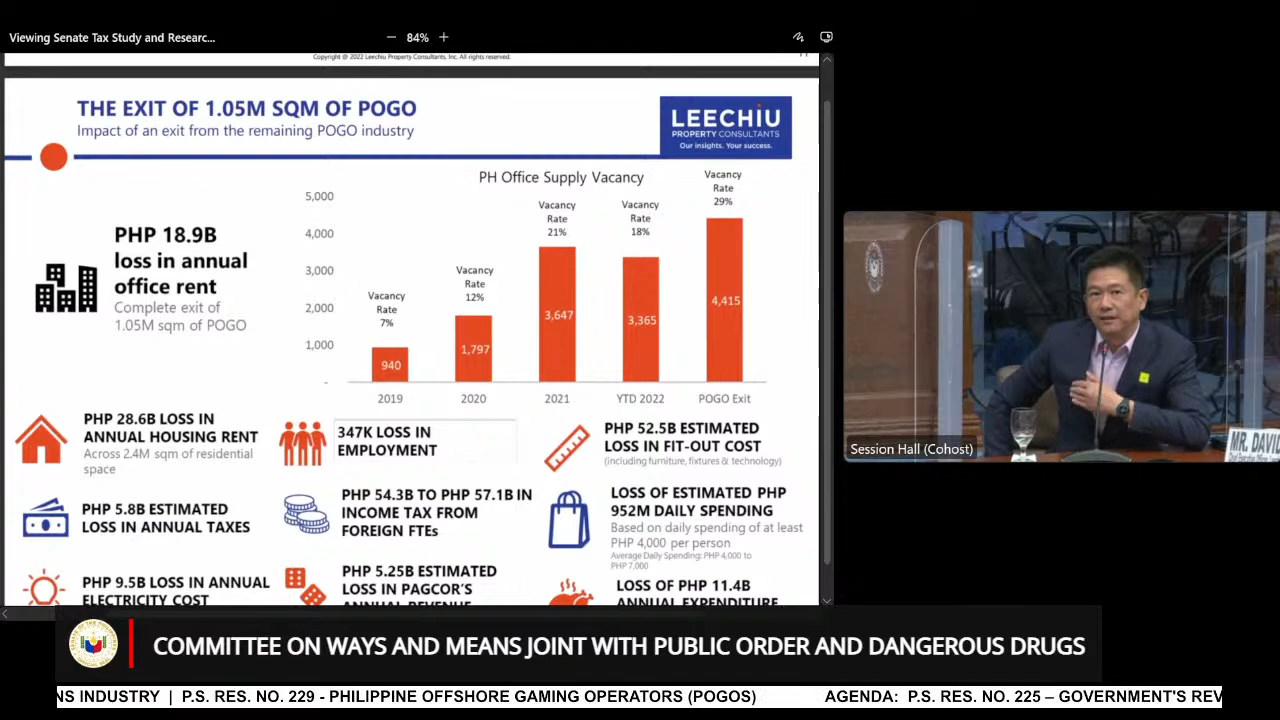 Viewing Senate Tax Study and Researc...
− 84% +
Copyright @ 2022 Leechiu Property Consultants, Inc. All rights reserved.
THE EXIT OF 1.05M SQM OF POGO
Impact of an exit from the remaining POGO industry
LEECHIU
PROPERTY CONSULTANTS
Our insights. Your success.
PH Office Supply Vacancy
5,000
4,000
3,000
2,000
1,000
-
Vacancy
Rate
7%
Vacancy
Rate
12%
Vacancy
Rate
21%
Vacancy
Rate
18%
Vacancy
Rate
29%
940
1,797
3,647
3,365
4,415
2019
2020
2021
YTD 2022
POGO Exit
PHP 18.9B
loss in annual
office rent
Complete exit of
1.05M sqm of POGO
PHP 28.6B LOSS IN
ANNUAL HOUSING RENT
Across 2.4M sqm of residential
space
347K LOSS IN
EMPLOYMENT
PHP 52.5B ESTIMATED
LOSS IN FIT-OUT COST
(including furniture, fixtures & technology)
PHP 5.8B ESTIMATED
LOSS IN ANNUAL TAXES
PHP 54.3B TO PHP 57.1B IN
INCOME TAX FROM
FOREIGN FTEs
LOSS OF ESTIMATED PHP
952M DAILY SPENDING
Based on daily spending of at least
PHP 4,000 per person
Average Daily Spending: PHP 4,000 to
PHP 7,000
PHP 9.5B LOSS IN ANNUAL
ELECTRICITY COST
PHP 5.25B ESTIMATED
LOSS IN PAGCOR'S
ANNUAL REVENUE
LOSS OF PHP 11.4B
ANNUAL EXPENDITURE
Session Hall (Cohost)
MR. DAVID
COMMITTEE ON WAYS AND MEANS JOINT WITH PUBLIC ORDER AND DANGEROUS DRUGS
NS INDUSTRY | P.S. RES. NO. 229 - PHILIPPINE OFFSHORE GAMING OPERATORS (POGOS) AGENDA: P.S. RES. NO. 225 – GOVERNMENT'S REV